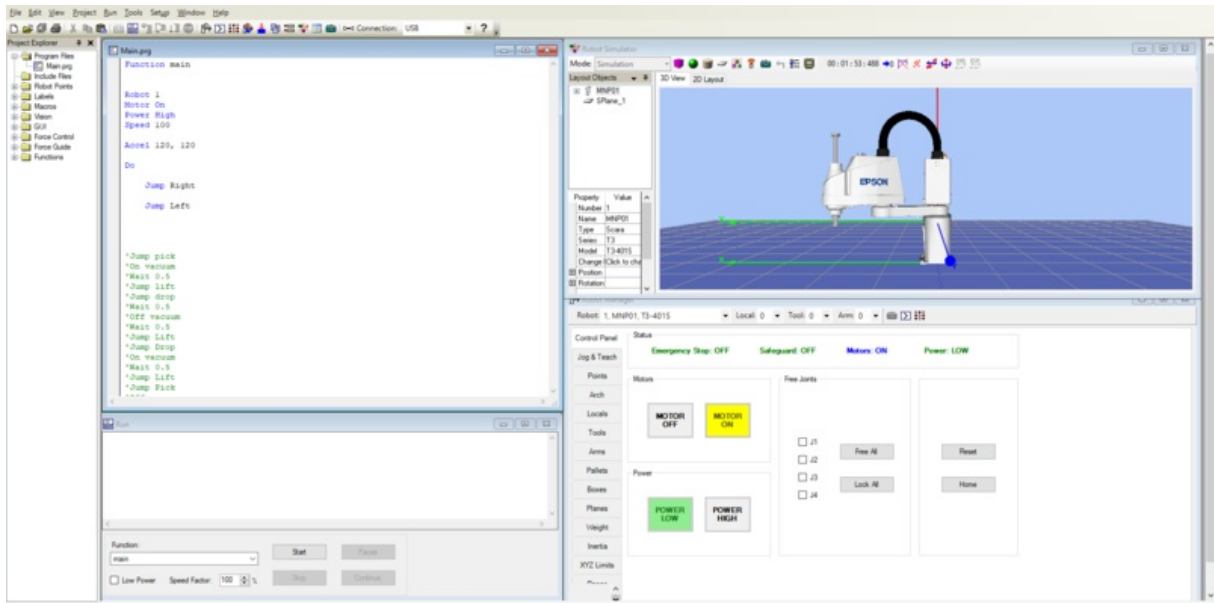 File Edit View Project Run Tools Setup Window Help
Connection: USB
Project Explorer
Program Files
Main.prg
Include Files
Robot Points
Labels
Macros
Vision
GUI
Force Control
Force Guide
Functions
Main.prg
Function main
Robot 1
Motor On
Power High
Speed 100
Accel 120, 120
Do
Jump Right
Jump Left
'Jump pick
'On vacuum
'Wait 0.5
'Jump lift
'Jump drop
'Wait 0.5
'Off vacuum
'Wait 0.5
'Jump Lift
'Jump Drop
'On vacuum
'Wait 0.5
'Jump Lift
'Jump Pick
Run
Function:
main
Start Pause
Low Power Speed Factor: 100 %
Stop Continue
Robot Simulator
Mode: Simulation 00:01:53:488
Layout Objects
3D View 2D Layout
MNP01
SPlane_1
Property Value
Number 1
Name MNP01
Type Scara
Series T3
Model T3-401S
Change (Click to cha
Position
Rotation
EPSON
Robot Manager
Robot: 1, MNP01, T3-401S Local: 0 Tool: 0 Arm: 0
Control Panel
Jog & Teach
Points
Arch
Locals
Tools
Arms
Pallets
Boxes
Planes
Weight
Inertia
XYZ Limits
Status
Emergency Stop: OFF Safeguard: OFF Motors: ON Power: LOW
Motors
MOTOR OFF
MOTOR ON
Power
POWER LOW
POWER HIGH
Free Joints
J1
J2
J3
J4
Free All
Lock All
Reset
Home